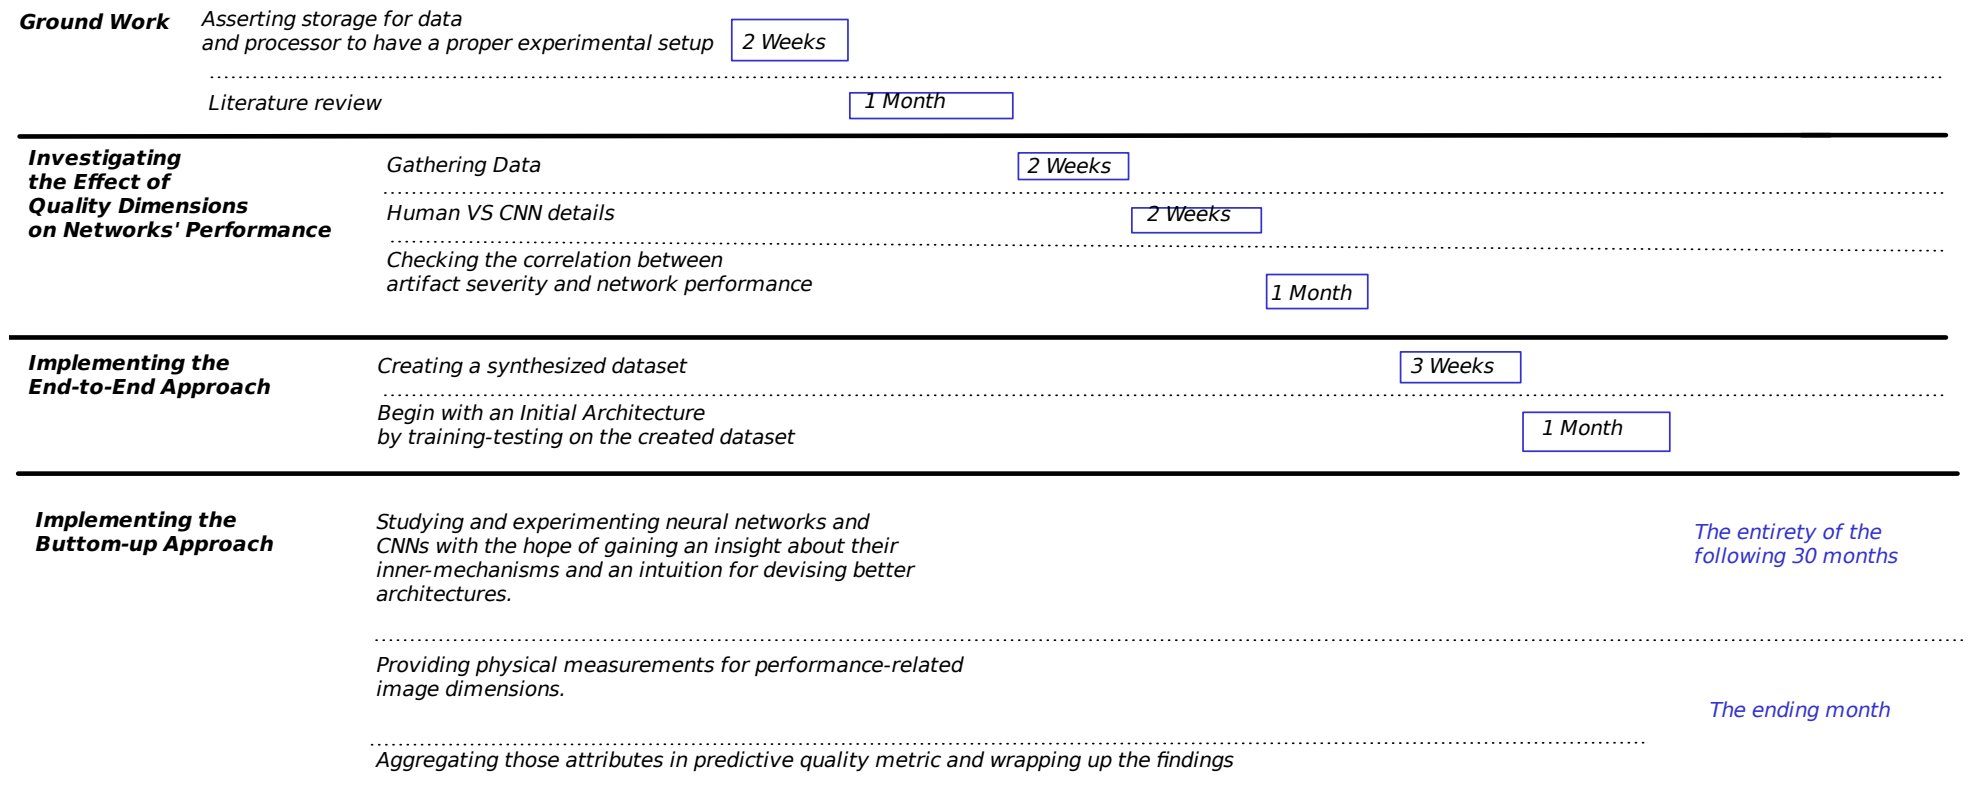 Ground Work
Asserting storage for data
and processor to have a proper experimental setup
2 Weeks
Literature review
1 Month
Investigating
the Effect of
Quality Dimensions
on Networks' Performance
Gathering Data
2 Weeks
Human VS CNN details
2 Weeks
Checking the correlation between
artifact severity and network performance
1 Month
Implementing the
End-to-End Approach
Creating a synthesized dataset
3 Weeks
Begin with an Initial Architecture
by training-testing on the created dataset
1 Month
Implementing the
Buttom-up Approach
Studying and experimenting neural networks and
CNNs with the hope of gaining an insight about their
inner-mechanisms and an intuition for devising better
architectures.
The entirety of the
following 30 months
Providing physical measurements for performance-related
image dimensions.
The ending month
Aggregating those attributes in predictive quality metric and wrapping up the findings